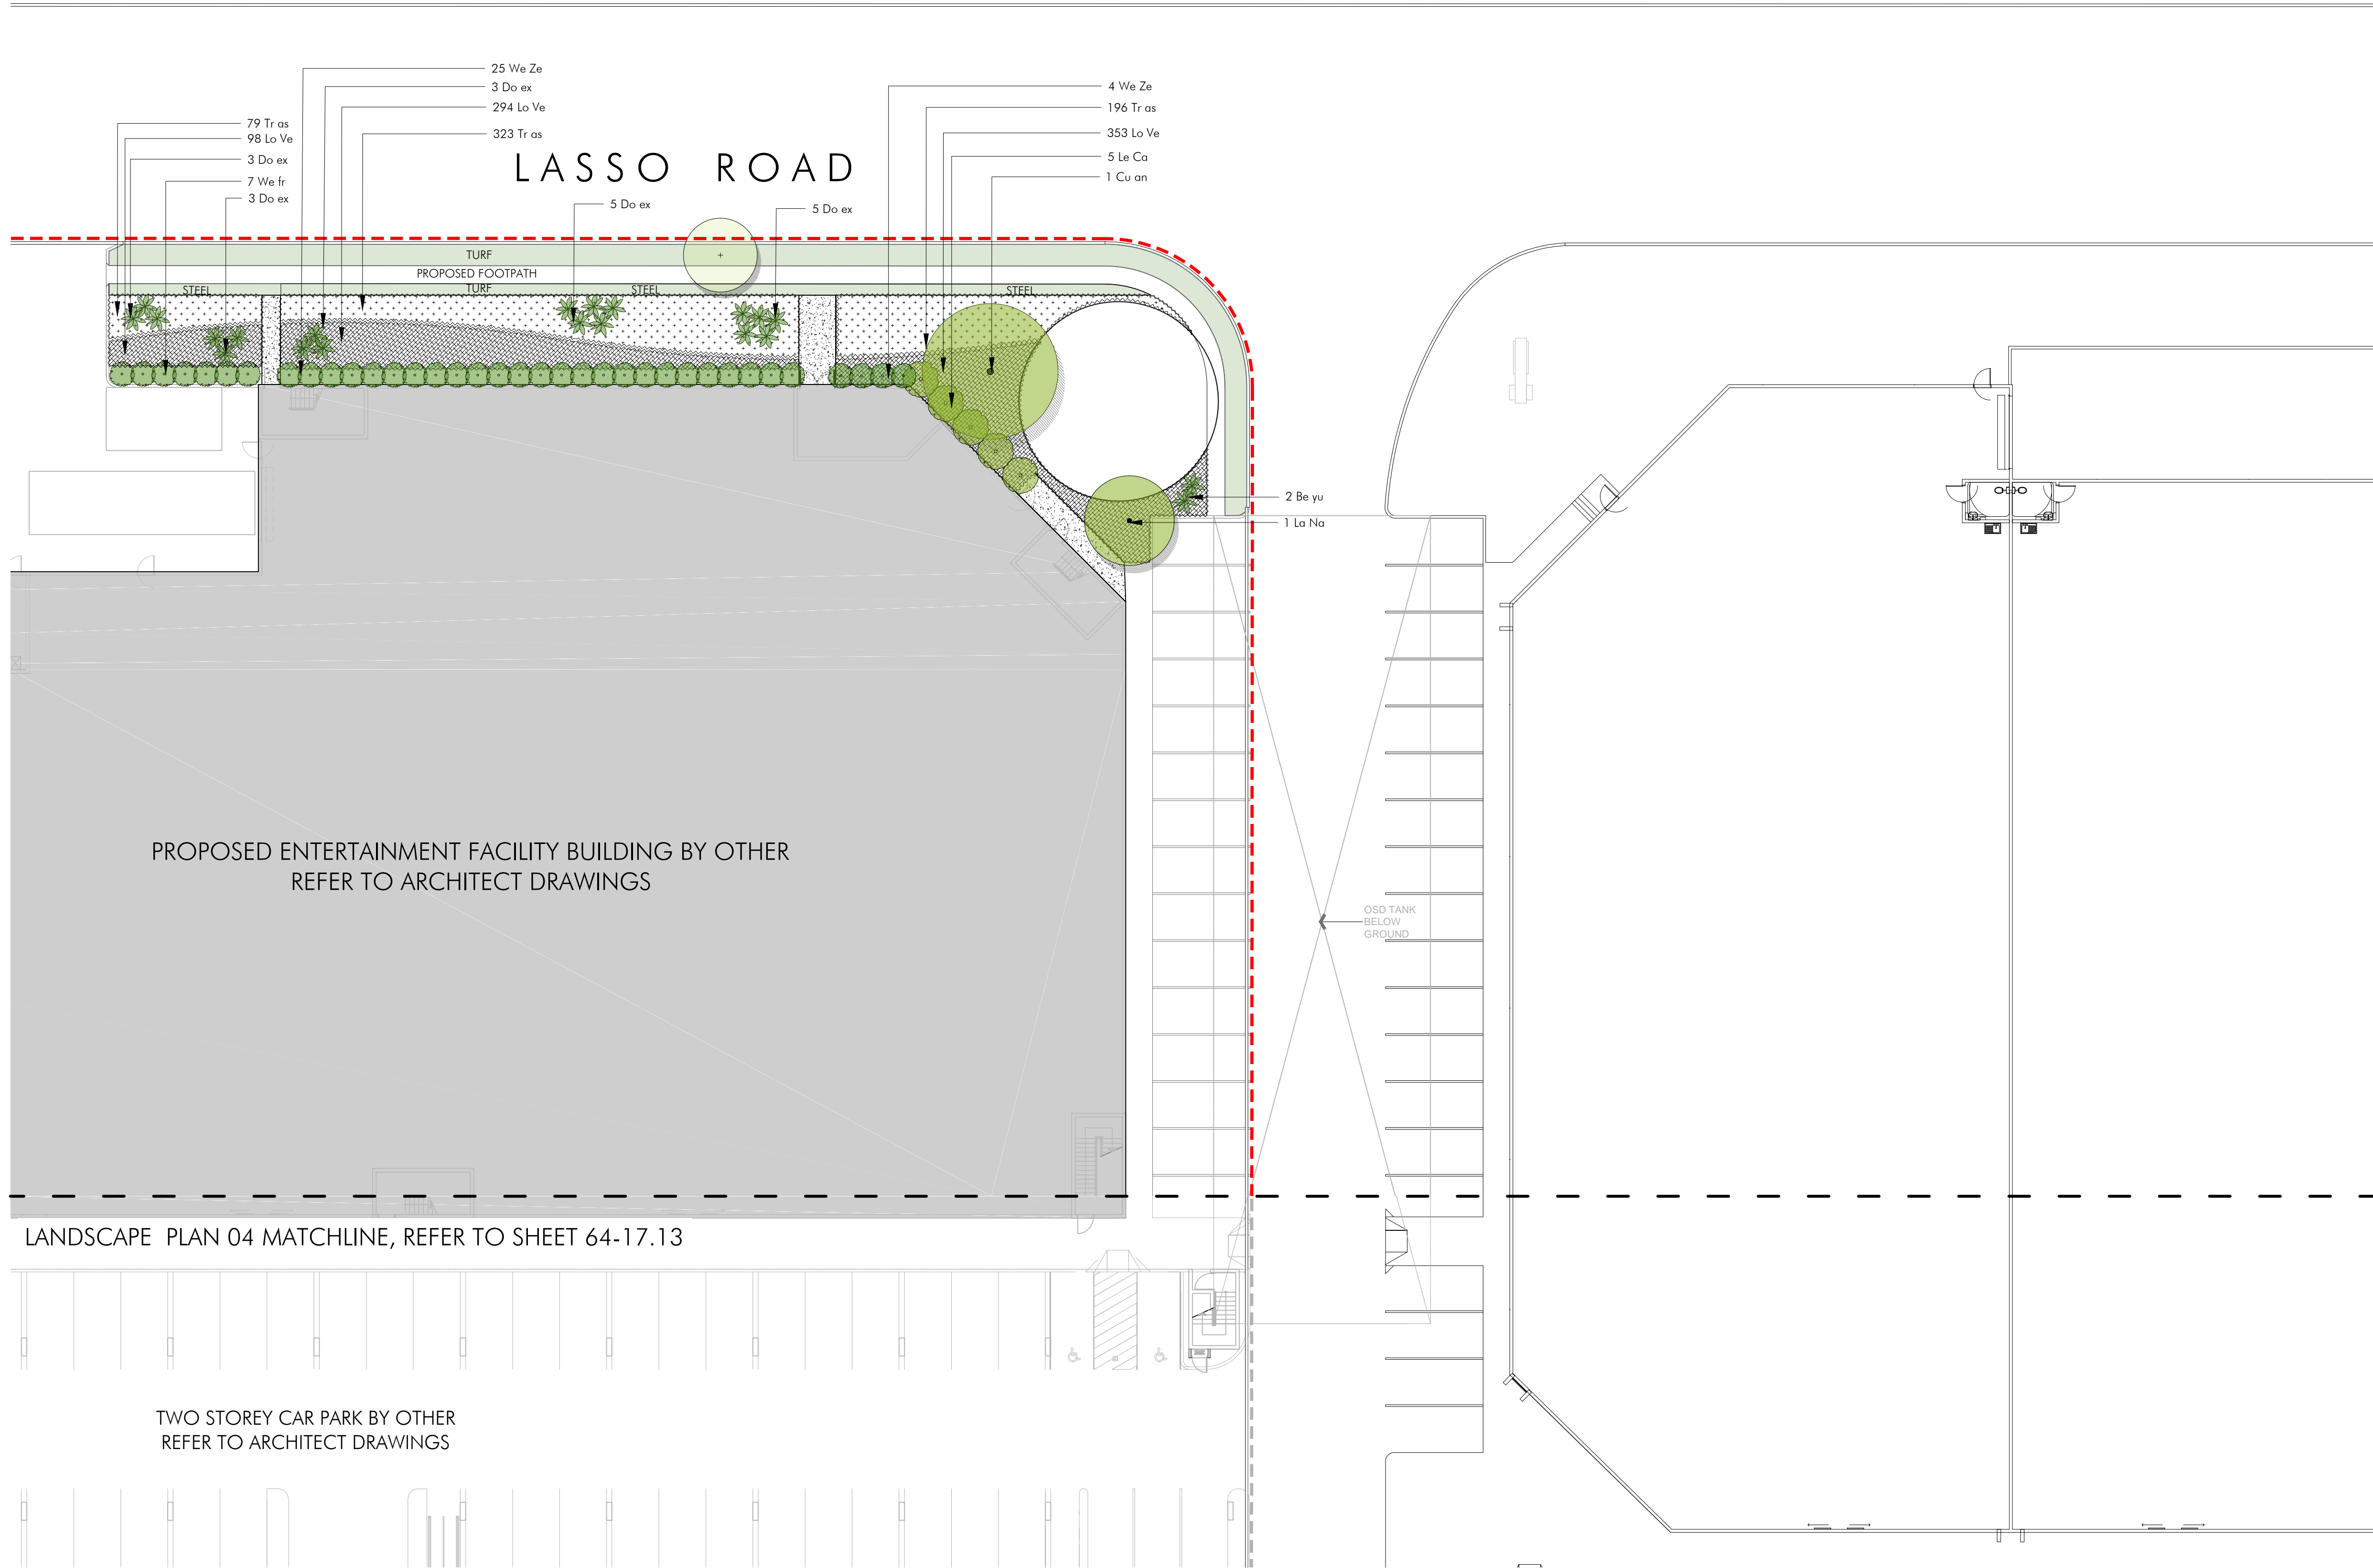 25 We Ze
3 Do ex
294 Lo Ve
323 Tr as
4 We Ze
196 Tr as
353 Lo Ve
5 Le Ca
1 Cu an
79 Tr as
98 Lo Ve
3 Do ex
7 We fr
3 Do ex
LASSO ROAD
5 Do ex
5 Do ex
TURF
PROPOSED FOOTPATH
STEEL
TURF
STEEL
STEEL
2 Be yu
1 La Na
PROPOSED ENTERTAINMENT FACILITY BUILDING BY OTHER
REFER TO ARCHITECT DRAWINGS
OSD TANK
BELOW
GROUND
LANDSCAPE PLAN 04 MATCHLINE, REFER TO SHEET 64-17.13
TWO STOREY CAR PARK BY OTHER
REFER TO ARCHITECT DRAWINGS